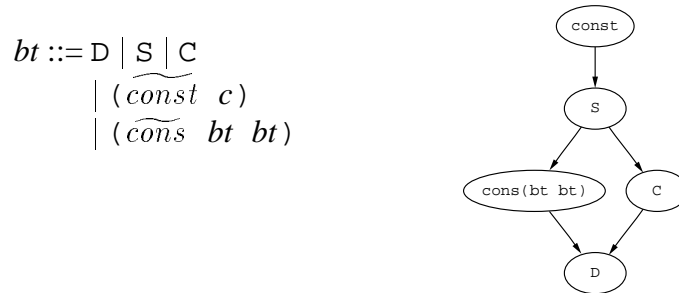 bt ::= D | S | C
| (const c)
| (cons bt bt)
const
S
cons(bt bt)
C
D